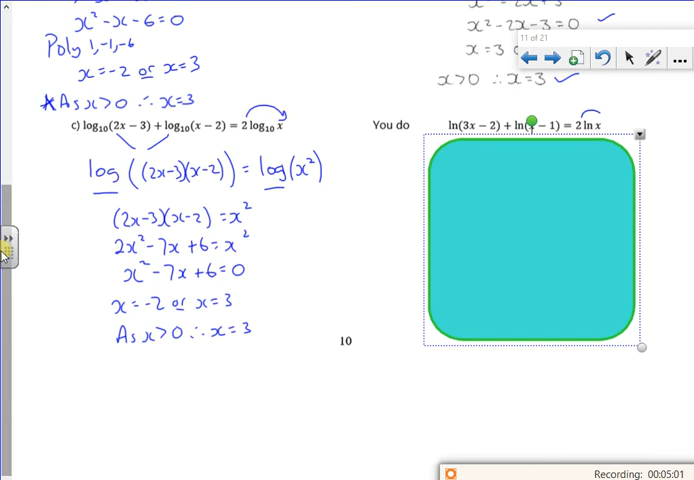 x² - x - 6 = 0
Poly 1, -1, -6
x = -2 or x = 3
*As x > 0 ∴ x = 3
c) log₁₀(2x − 3) + log₁₀(x − 2) = 2 log₁₀ x
log((2x-3)(x-2)) = log(x²)
(2x-3)(x-2) = x²
2x² - 7x + 6 = x²
x² - 7x + 6 = 0
x = -2 or x = 3
As x > 0 ∴ x = 3
10
x² - 2x - 3 = 0 ✓
x = 3
11 of 21
x > 0 ∴ x = 3 ✓
You do
ln(3x − 2) + ln( − 1) = 2 ln x
Recording: 00:05:01